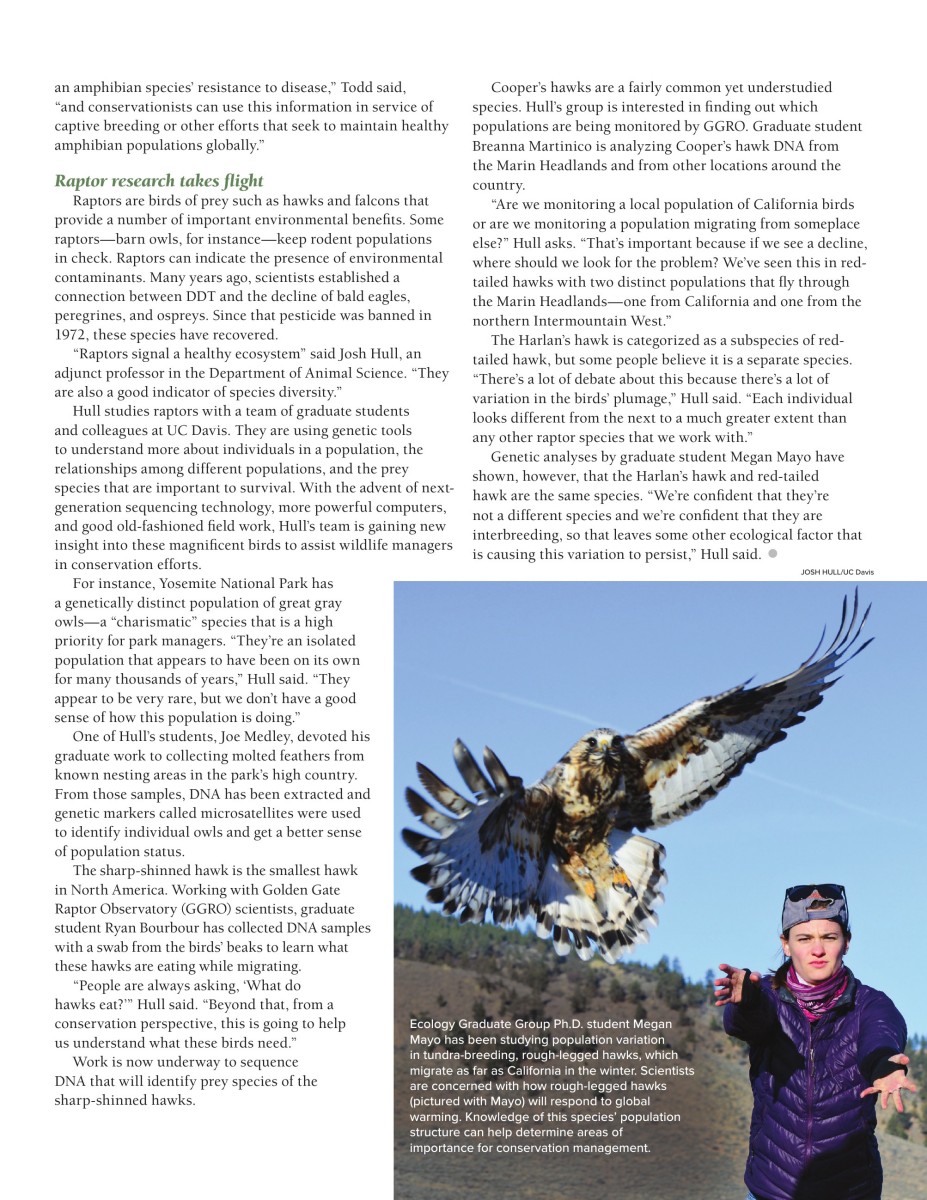 an amphibian species’ resistance to disease,” Todd said,
“and conservationists can use this information in service of
captive breeding or other efforts that seek to maintain healthy
amphibian populations globally.”
Raptor research takes flight
Raptors are birds of prey such as hawks and falcons that
provide a number of important environmental benefits. Some
raptors—barn owls, for instance—keep rodent populations
in check. Raptors can indicate the presence of environmental
contaminants. Many years ago, scientists established a
connection between DDT and the decline of bald eagles,
peregrines, and ospreys. Since that pesticide was banned in
1972, these species have recovered.
“Raptors signal a healthy ecosystem” said Josh Hull, an
adjunct professor in the Department of Animal Science. “They
are also a good indicator of species diversity.”
Hull studies raptors with a team of graduate students
and colleagues at UC Davis. They are using genetic tools
to understand more about individuals in a population, the
relationships among different populations, and the prey
species that are important to survival. With the advent of next-
generation sequencing technology, more powerful computers,
and good old-fashioned field work, Hull’s team is gaining new
insight into these magnificent birds to assist wildlife managers
in conservation efforts.
For instance, Yosemite National Park has
a genetically distinct population of great gray
owls—a “charismatic” species that is a high
priority for park managers. “They’re an isolated
population that appears to have been on its own
for many thousands of years,” Hull said. “They
appear to be very rare, but we don’t have a good
sense of how this population is doing.”
One of Hull’s students, Joe Medley, devoted his
graduate work to collecting molted feathers from
known nesting areas in the park’s high country.
From those samples, DNA has been extracted and
genetic markers called microsatellites were used
to identify individual owls and get a better sense
of population status.
The sharp-shinned hawk is the smallest hawk
in North America. Working with Golden Gate
Raptor Observatory (GGRO) scientists, graduate
student Ryan Bourbour has collected DNA samples
with a swab from the birds’ beaks to learn what
these hawks are eating while migrating.
“People are always asking, ‘What do
hawks eat?’” Hull said. “Beyond that, from a
conservation perspective, this is going to help
us understand what these birds need.”
Work is now underway to sequence
DNA that will identify prey species of the
sharp-shinned hawks.
Cooper’s hawks are a fairly common yet understudied
species. Hull’s group is interested in finding out which
populations are being monitored by GGRO. Graduate student
Breanna Martinico is analyzing Cooper’s hawk DNA from
the Marin Headlands and from other locations around the
country.
“Are we monitoring a local population of California birds
or are we monitoring a population migrating from someplace
else?” Hull asks. “That’s important because if we see a decline,
where should we look for the problem? We’ve seen this in red-
tailed hawks with two distinct populations that fly through
the Marin Headlands—one from California and one from the
northern Intermountain West.”
The Harlan’s hawk is categorized as a subspecies of red-
tailed hawk, but some people believe it is a separate species.
“There’s a lot of debate about this because there’s a lot of
variation in the birds’ plumage,” Hull said. “Each individual
looks different from the next to a much greater extent than
any other raptor species that we work with.”
Genetic analyses by graduate student Megan Mayo have
shown, however, that the Harlan’s hawk and red-tailed
hawk are the same species. “We’re confident that they’re
not a different species and we’re confident that they are
interbreeding, so that leaves some other ecological factor that
is causing this variation to persist,” Hull said.
JOSH HULL/UC Davis
Ecology Graduate Group Ph.D. student Megan
Mayo has been studying population variation
in tundra-breeding, rough-legged hawks, which
migrate as far as California in the winter. Scientists
are concerned with how rough-legged hawks
(pictured with Mayo) will respond to global
warming. Knowledge of this species’ population
structure can help determine areas of
importance for conservation management.